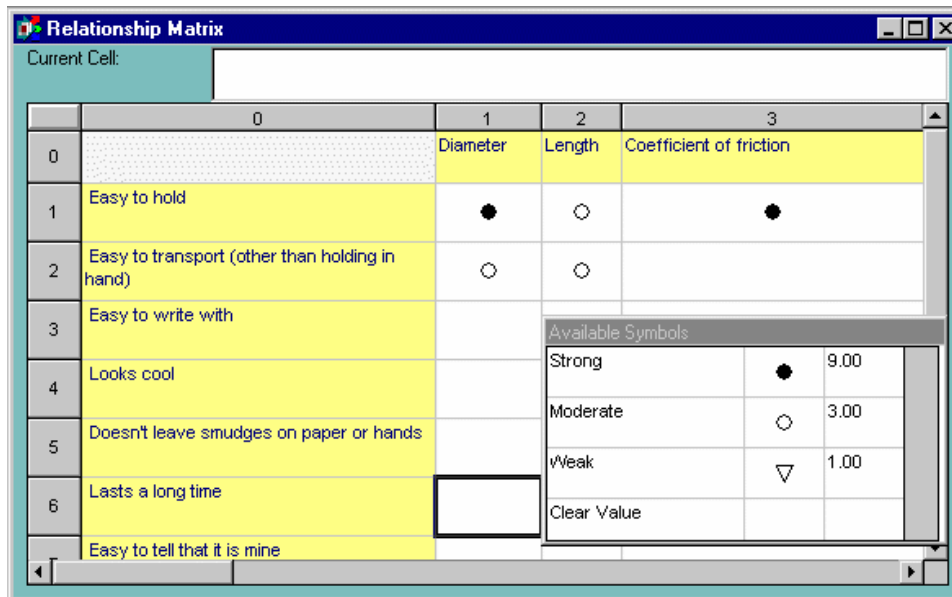 Relationship Matrix
Current Cell:
0 1 2 3
0 Diameter Length Coefficient of friction
1 Easy to hold
2 Easy to transport (other than holding in
hand)
3 Easy to write with
Available Symbols
4 Looks cool
Strong 9.00
Moderate 3.00
5 Doesn't leave smudges on paper or hands
Weak 1.00
6 Lasts a long time
Clear Value
Easy to tell that it is mine